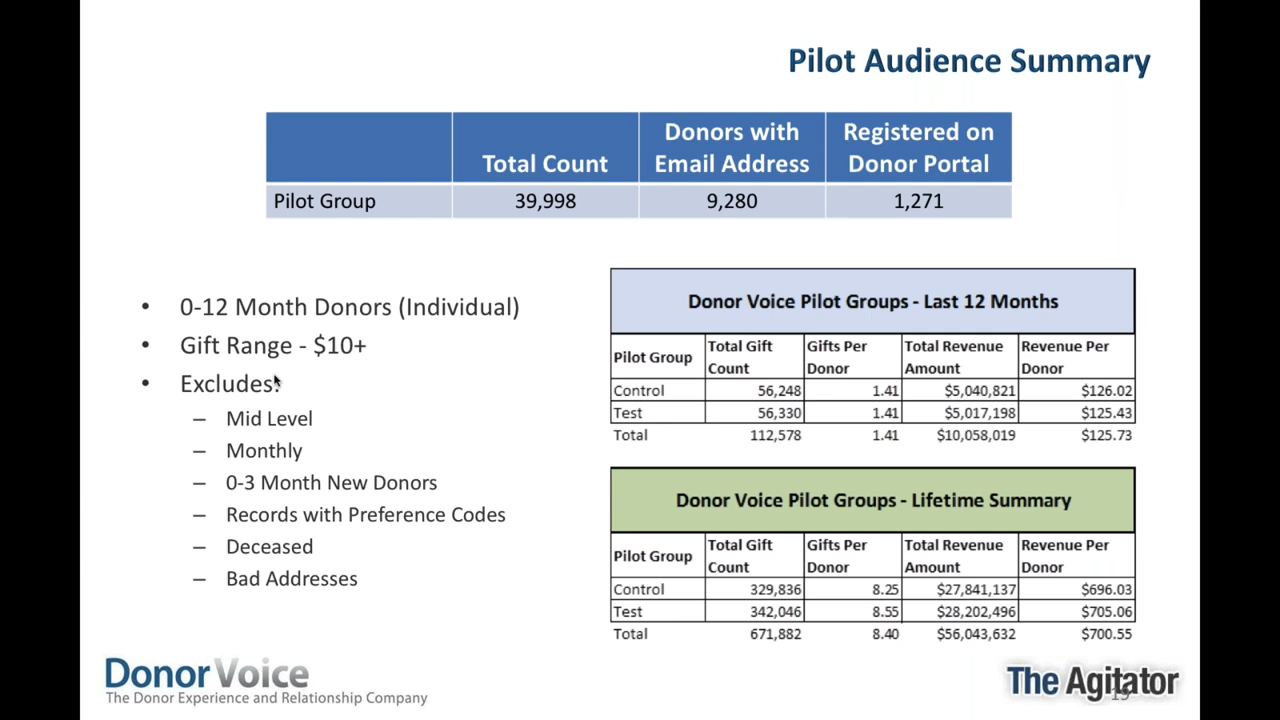 Pilot Audience Summary
Total Count
Donors with Email Address
Registered on Donor Portal
Pilot Group 39,998 9,280 1,271
• 0-12 Month Donors (Individual)
• Gift Range - $10+
• Excludes:
– Mid Level
– Monthly
– 0-3 Month New Donors
– Records with Preference Codes
– Deceased
– Bad Addresses
Donor Voice Pilot Groups - Last 12 Months
Pilot Group Total Gift Count Gifts Per Donor Total Revenue Amount Revenue Per Donor
Control 56,248 1.41 $5,040,821 $126.02
Test 56,330 1.41 $5,017,198 $125.43
Total 112,578 1.41 $10,058,019 $125.73
Donor Voice Pilot Groups - Lifetime Summary
Pilot Group Total Gift Count Gifts Per Donor Total Revenue Amount Revenue Per Donor
Control 329,836 8.25 $27,841,137 $696.03
Test 342,046 8.55 $28,202,496 $705.06
Total 671,882 8.40 $56,043,632 $700.55
DonorVoice
The Donor Experience and Relationship Company
The Agitator
19